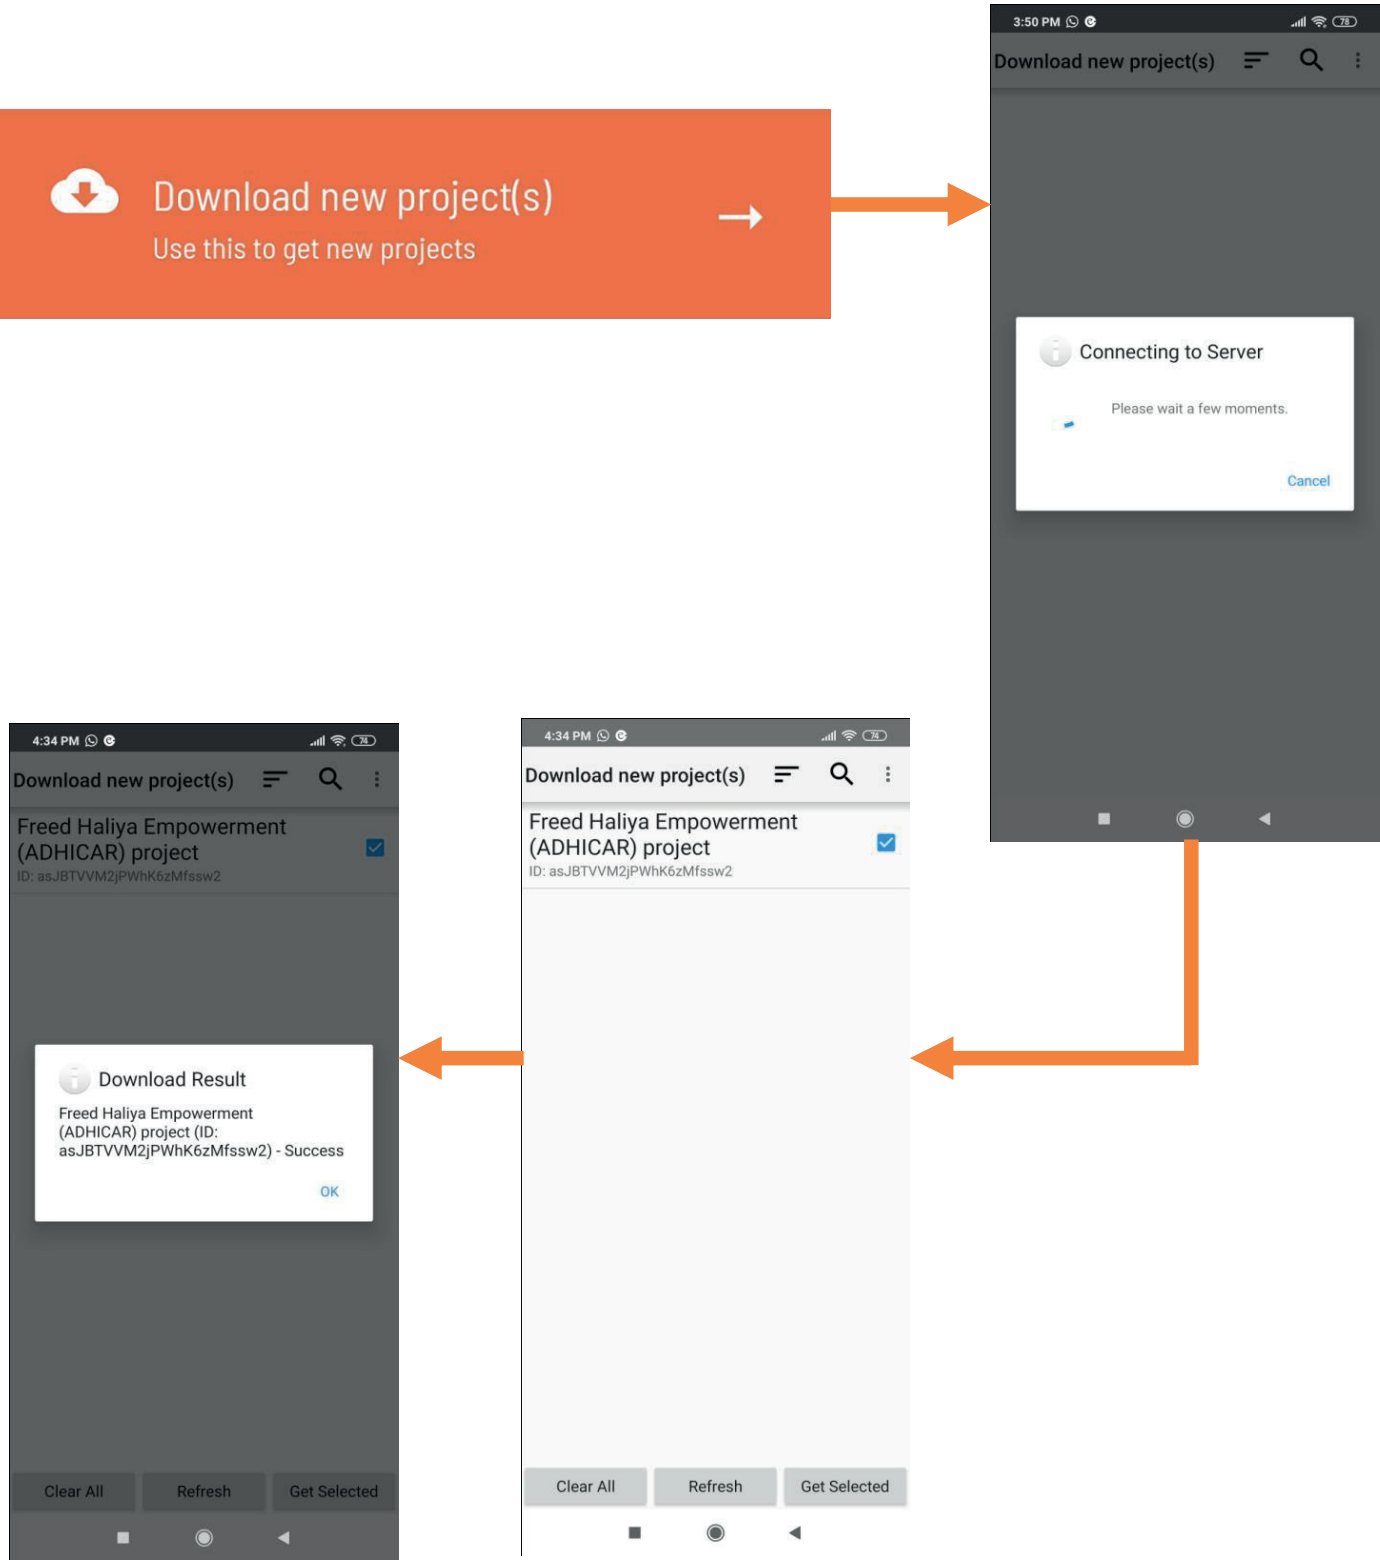 Download new project(s)
Use this to get new projects
3:50 PM
78
Download new project(s)
Connecting to Server
Please wait a few moments.
Cancel
4:34 PM
74
Download new project(s)
Freed Haliya Empowerment
(ADHICAR) project
ID: asJBTVVM2jPWhK6zMfssw2
Clear All
Refresh
Get Selected
4:34 PM
74
Download new project(s)
Freed Haliya Empowerment
(ADHICAR) project
ID: asJBTVVM2jPWhK6zMfssw2
Download Result
Freed Haliya Empowerment
(ADHICAR) project (ID:
asJBTVVM2jPWhK6zMfssw2) - Success
OK
Clear All
Refresh
Get Selected